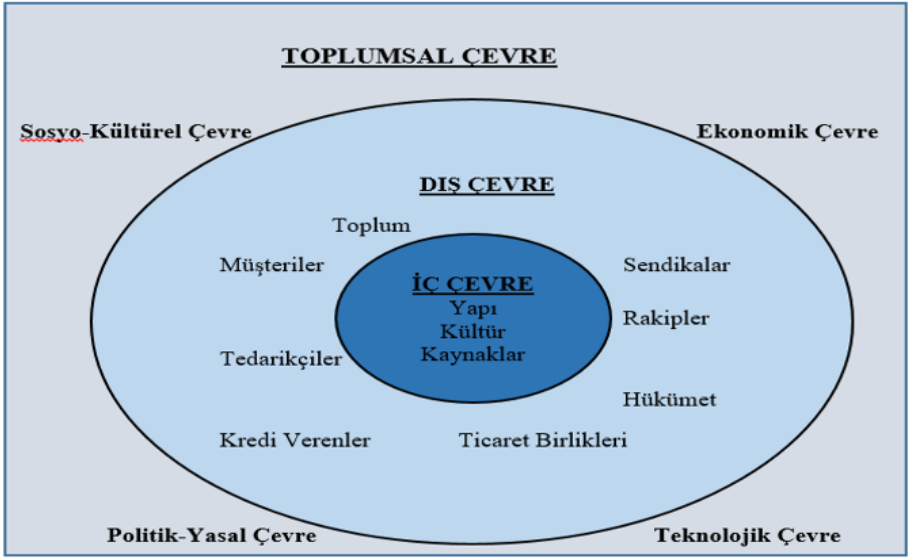 TOPLUMSAL ÇEVRE
Sosyo-Kültürel Çevre
Ekonomik Çevre
DIŞ ÇEVRE
Toplum
Müşteriler
Sendikalar
İÇ ÇEVRE
Yapı
Kültür
Kaynaklar
Rakipler
Tedarikçiler
Hükümet
Kredi Verenler
Ticaret Birlikleri
Politik-Yasal Çevre
Teknolojik Çevre